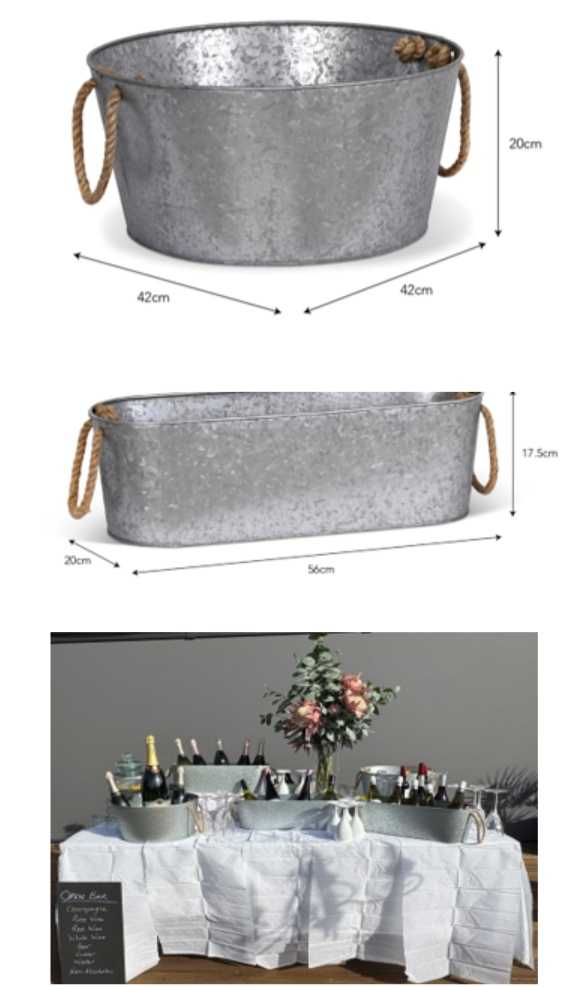 20cm
42cm
42cm
17.5cm
20cm
56cm
OPEN BAR
Champagne
Rose Wine
Red Wine
White Wine
Beer
Cider
Water
Non-Alcoholic